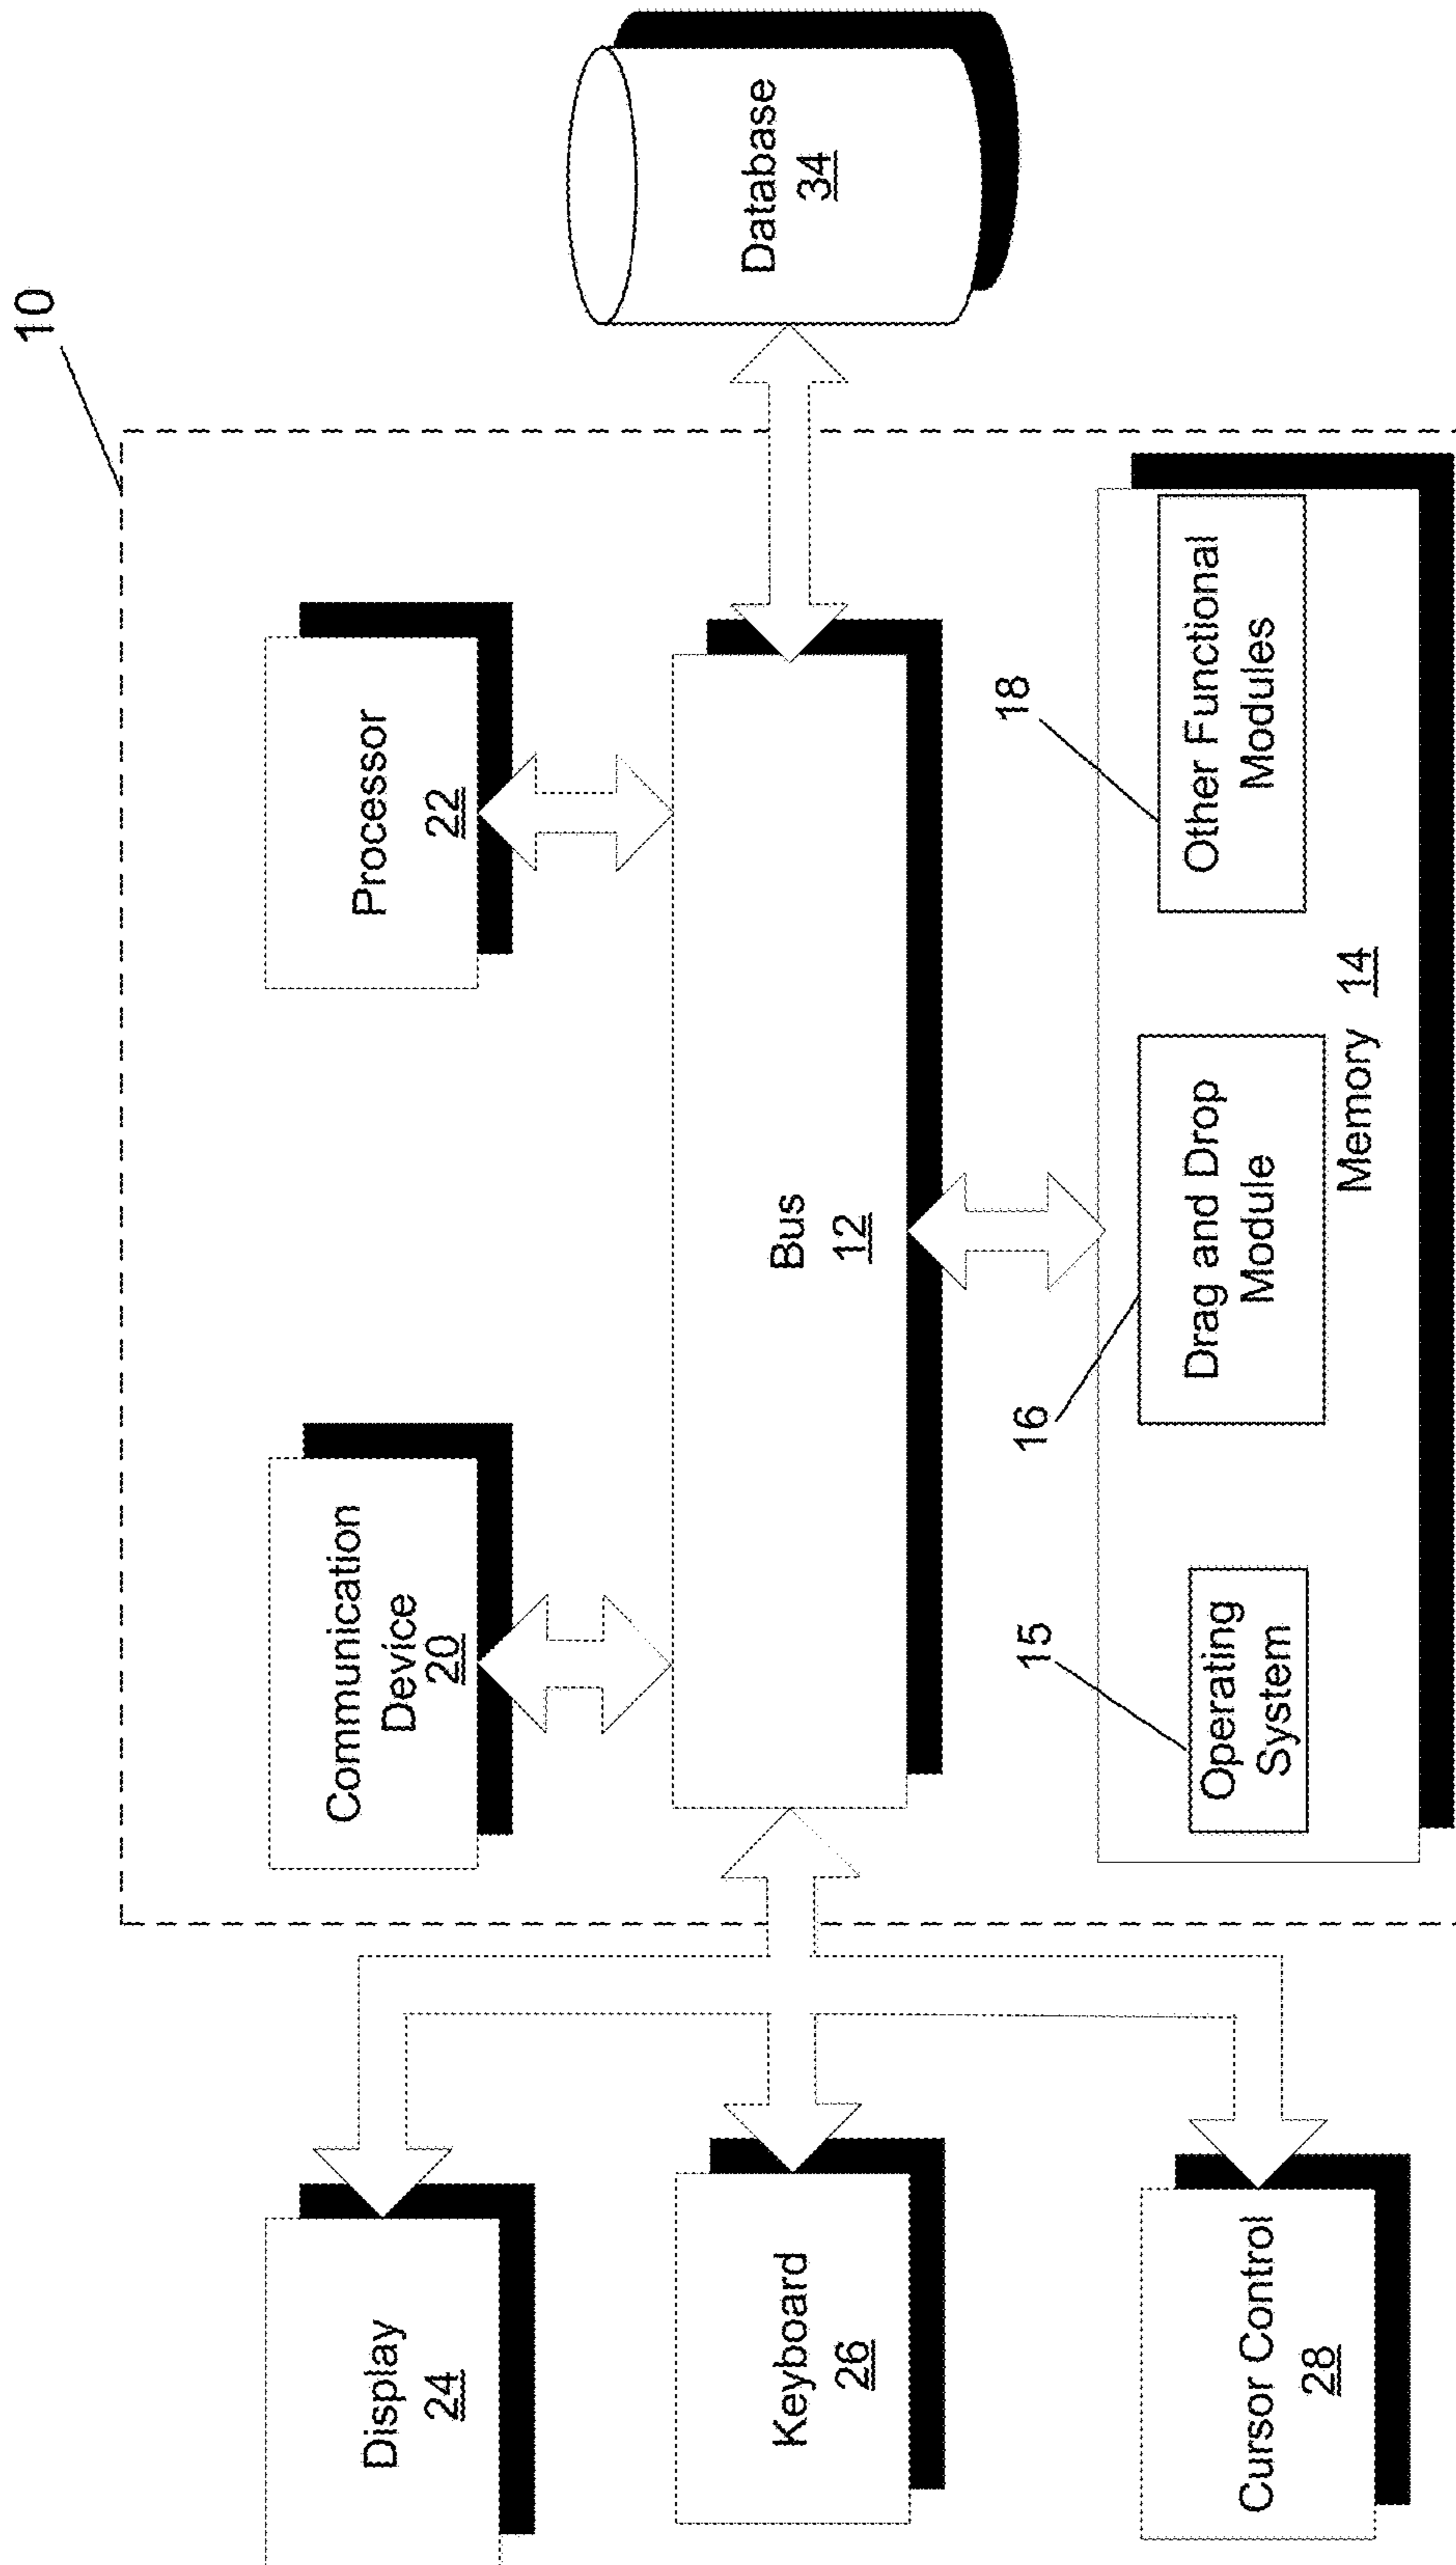 10
Communication
Device
20
Processor
22
Display
24
Keyboard
26
Bus
12
Database
34
15
16
18
Operating
System
Drag and Drop
Module
Other Functional
Modules
Memory 14
Cursor Control
28